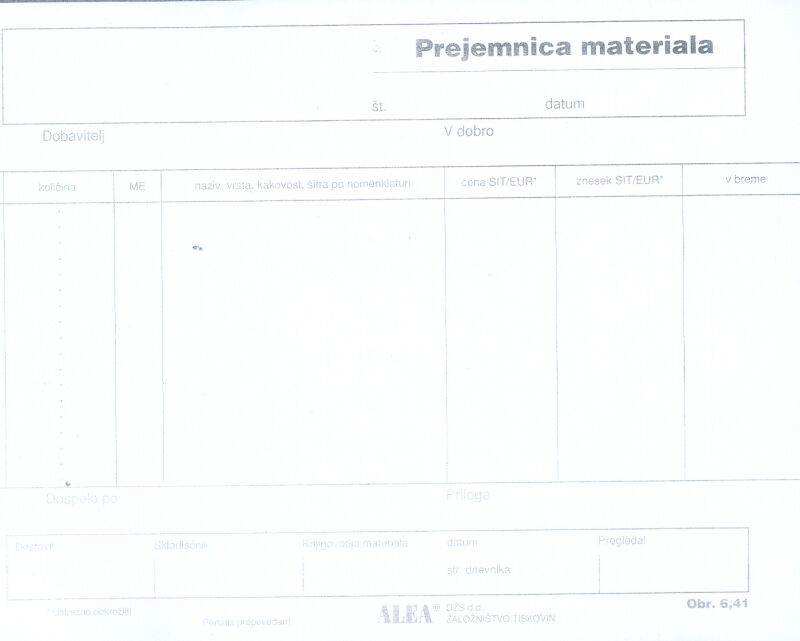 Prejemnica materiala
št. datum
Dobavitelj V dobro
količina ME naziv, vrsta, kakovost, šifra po nomenklaturi cena SIT/EUR* znesek SIT/EUR* v breme
Dospelo po Priloga
Dostavil Skladiščnik Knjigovodja materiala datum Pregledal
str. dnevnika
* Ustrezno obkrožiti!
Ponatis prepovedan!
ALEA® DZS d.d.
ZALOŽNIŠTVO TISKOVIN
Obr. 6,41